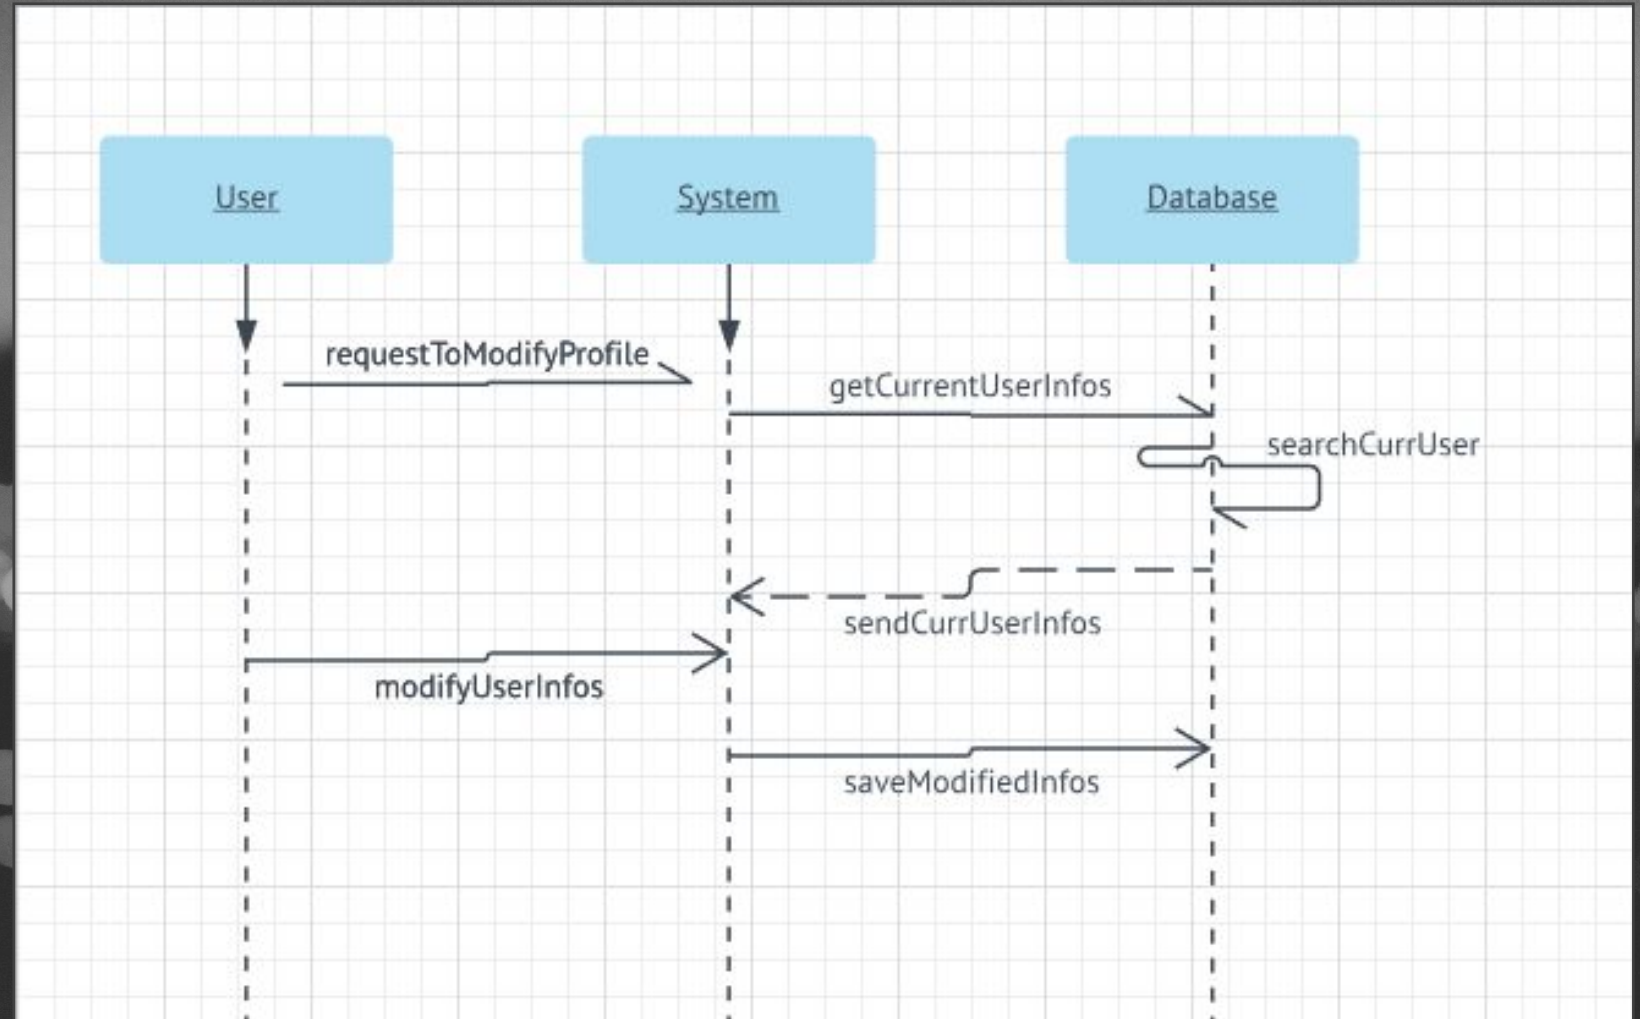 User
System
Database
requestToModifyProfile
getCurrentUserInfos
searchCurrUser
sendCurrUserInfos
modifyUserInfos
saveModifiedInfos